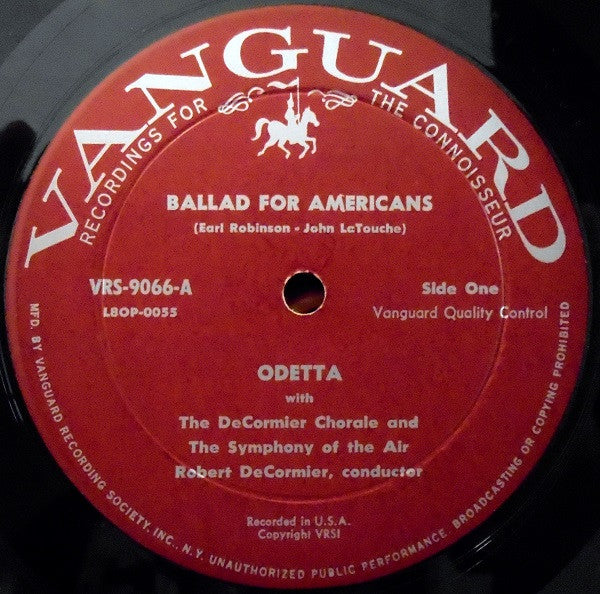 VANGUARD
RECORDINGS FOR THE CONNOISSEUR
BALLAD FOR AMERICANS
(Earl Robinson - John LaTouche)
VRS-9066-A
Side One
LBOP-0055
Vanguard Quality Control
ODETTA
with
The DeCormier Chorale and
The Symphony of the Air
Robert DeCormier, conductor
Recorded in U.S.A.
Copyright VRSI
MFD. BY VANGUARD RECORDING SOCIETY, INC., N.Y. UNAUTHORIZED PUBLIC PERFORMANCE, BROADCASTING OR COPYING PROHIBITED